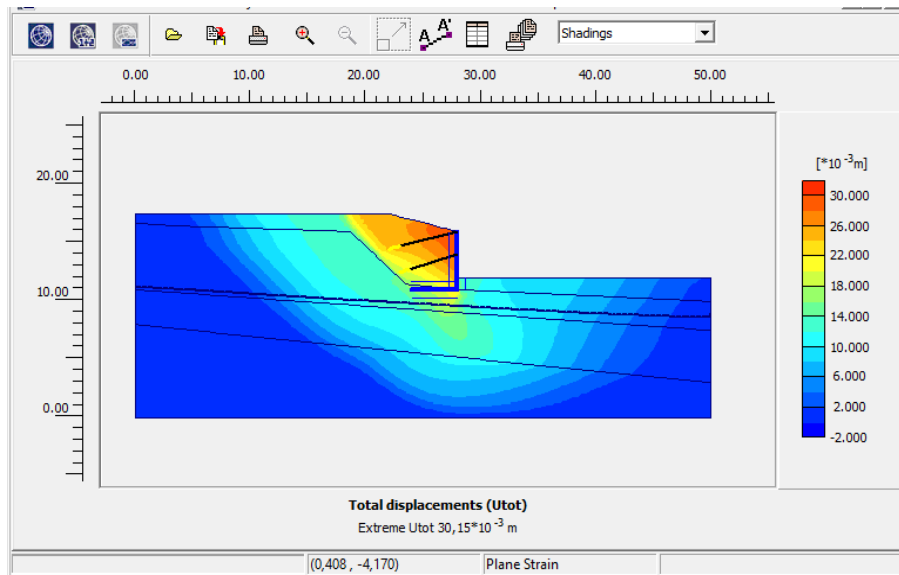 Shadings
0.00 10.00 20.00 30.00 40.00 50.00
[*10⁻³m]
20.00
30.000
26.000
22.000
18.000
10.00
14.000
10.000
6.000
0.00
2.000
-2.000
Total displacements (Utot)
Extreme Utot 30,15*10⁻³ m
(0,408 , -4,170) Plane Strain